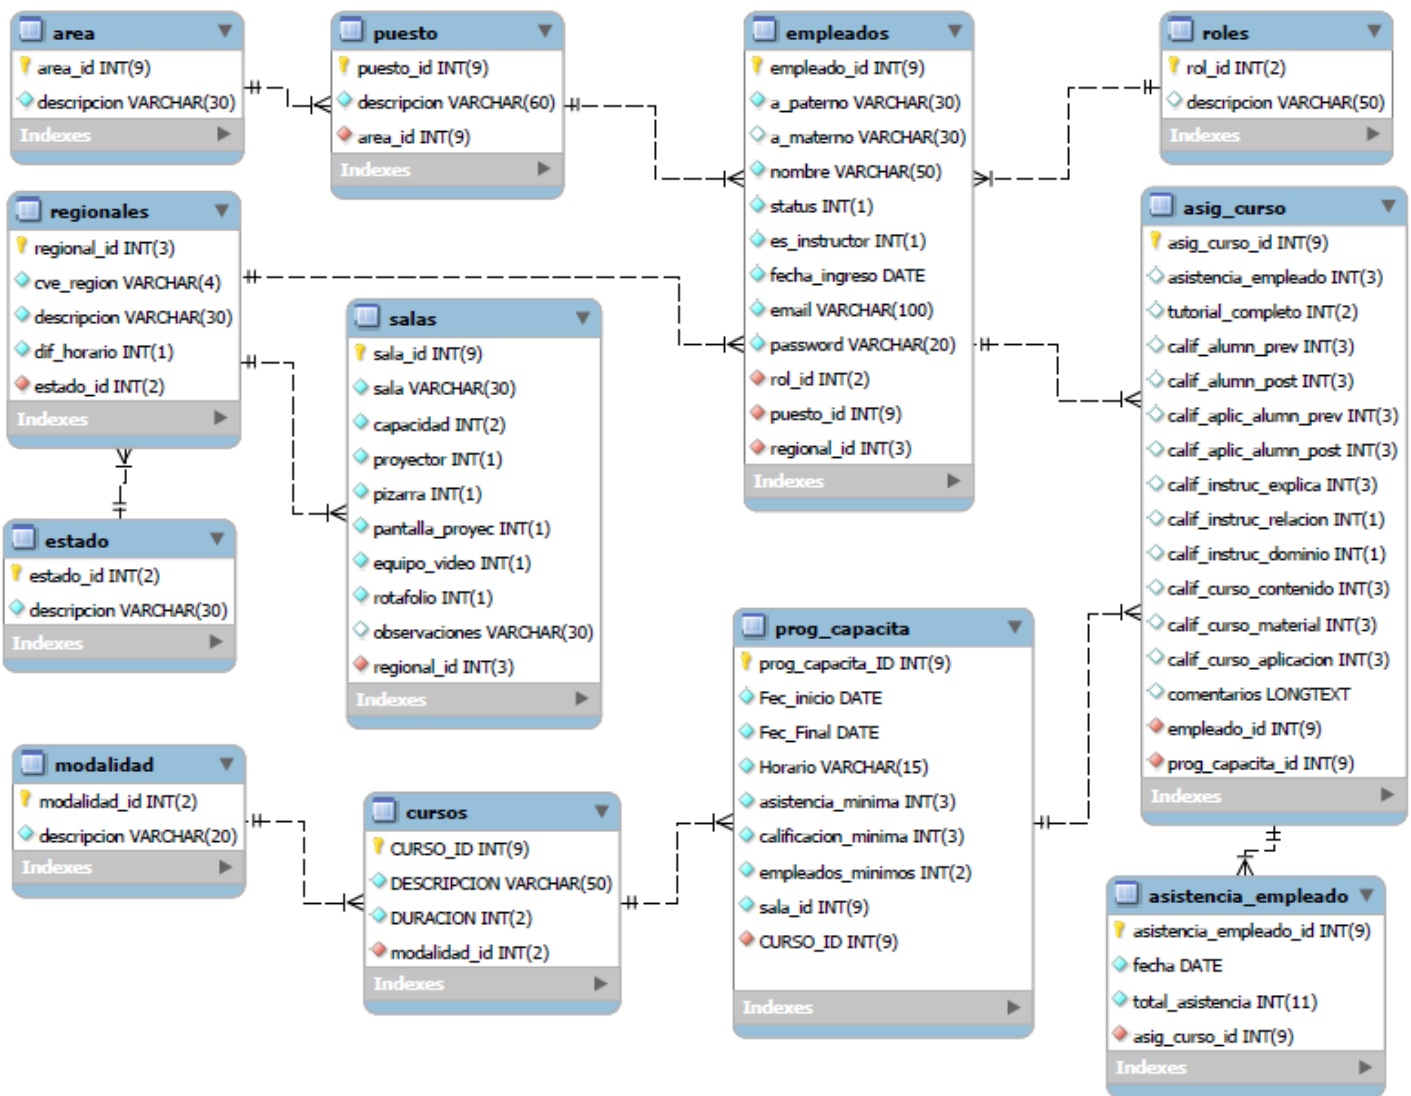 area
area_id INT(9)
descripcion VARCHAR(30)
Indexes
puesto
puesto_id INT(9)
descripcion VARCHAR(60)
area_id INT(9)
Indexes
empleados
empleado_id INT(9)
a_paterno VARCHAR(30)
a_materno VARCHAR(30)
nombre VARCHAR(50)
status INT(1)
es_instructor INT(1)
fecha_ingreso DATE
email VARCHAR(100)
password VARCHAR(20)
rol_id INT(2)
puesto_id INT(9)
regional_id INT(3)
Indexes
roles
rol_id INT(2)
descripcion VARCHAR(50)
Indexes
regionales
regional_id INT(3)
cve_region VARCHAR(4)
descripcion VARCHAR(30)
dif_horario INT(1)
estado_id INT(2)
Indexes
salas
sala_id INT(9)
sala VARCHAR(30)
capacidad INT(2)
proyector INT(1)
pizarra INT(1)
pantalla_proyec INT(1)
equipo_video INT(1)
rotafolio INT(1)
observaciones VARCHAR(30)
regional_id INT(3)
Indexes
asig_curso
asig_curso_id INT(9)
asistencia_empleado INT(3)
tutorial_completo INT(2)
calif_alumn_prev INT(3)
calif_alumn_post INT(3)
calif_aplic_alumn_prev INT(3)
calif_aplic_alumn_post INT(3)
calif_instruc_explica INT(3)
calif_instruc_relacion INT(1)
calif_instruc_dominio INT(1)
calif_curso_contenido INT(3)
calif_curso_material INT(3)
calif_curso_aplicacion INT(3)
comentarios LONGTEXT
empleado_id INT(9)
prog_capacita_id INT(9)
Indexes
estado
estado_id INT(2)
descripcion VARCHAR(30)
Indexes
prog_capacita
prog_capacita_ID INT(9)
Fec_inicio DATE
Fec_Final DATE
Horario VARCHAR(15)
asistencia_minima INT(3)
calificacion_minima INT(3)
empleados_minimos INT(2)
sala_id INT(9)
CURSO_ID INT(9)
Indexes
modalidad
modalidad_id INT(2)
descripcion VARCHAR(20)
Indexes
cursos
CURSO_ID INT(9)
DESCRIPCION VARCHAR(50)
DURACION INT(2)
modalidad_id INT(2)
Indexes
asistencia_empleado
asistencia_empleado_id INT(9)
fecha DATE
total_asistencia INT(11)
asig_curso_id INT(9)
Indexes